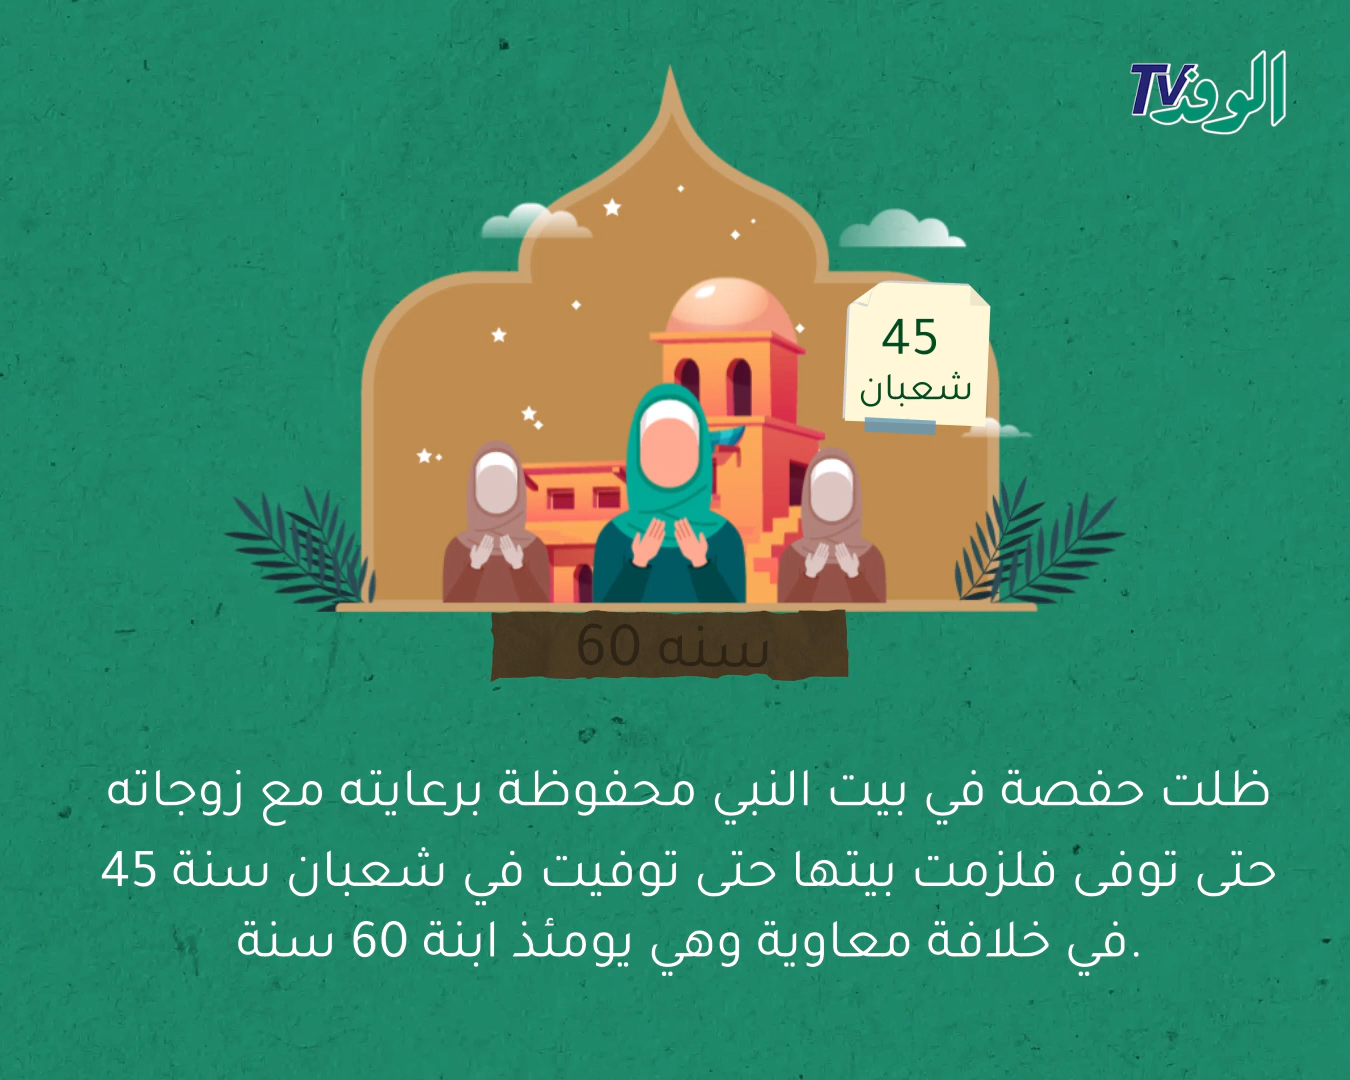 الوفد TV
45
شعبان
سنه 60
ظلت حفصة في بيت النبي محفوظة برعايته مع زوجاته
حتى توفى فلزمت بيتها حتى توفيت في شعبان سنة 45
.في خلافة معاوية وهي يومئذ ابنة 60 سنة